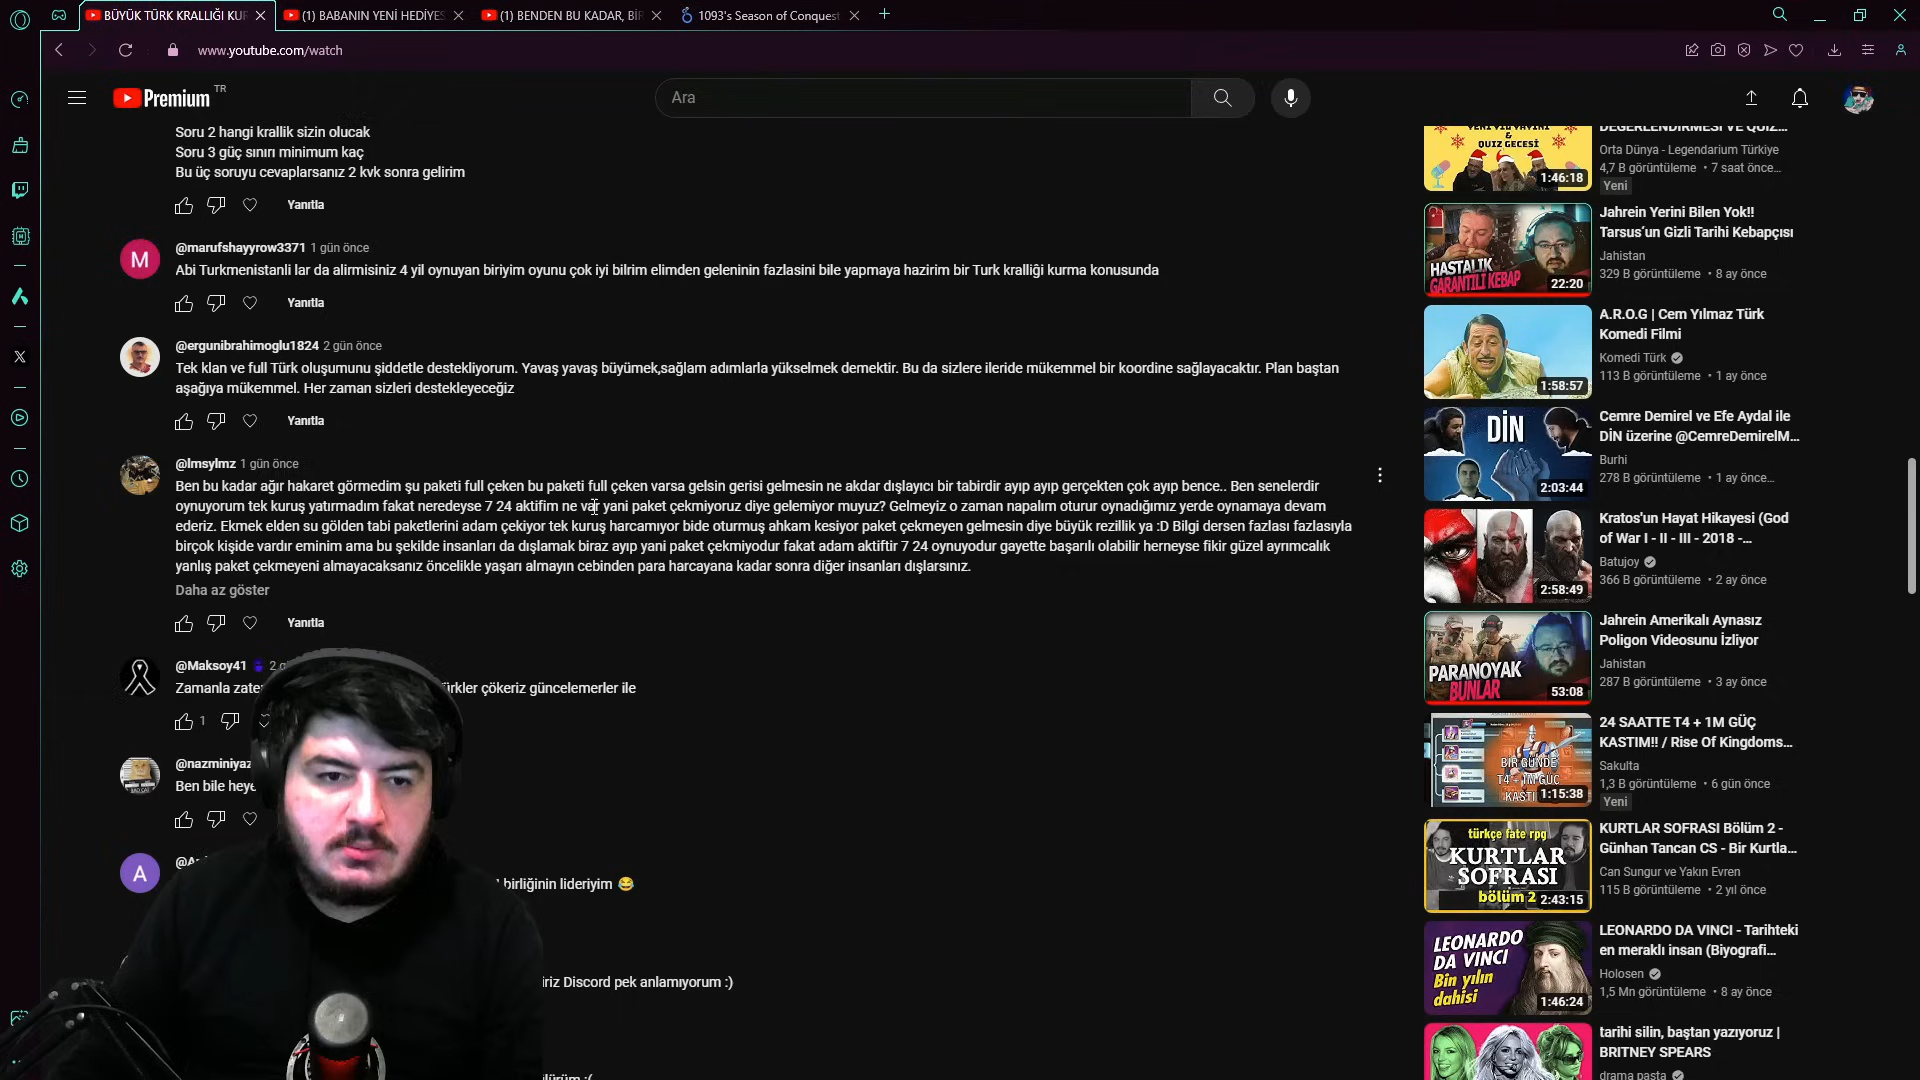 BÜYÜK TÜRK KRALLIĞI KUR
(1) BABANIN YENİ HEDİYES
(1) BENDEN BU KADAR, BİR
1093's Season of Conquest
www.youtube.com/watch
Premium TR
Ara
Soru 2 hangi krallik sizin olucak
Soru 3 güç sınırı minimum kaç
Bu üç soruyu cevaplarsanız 2 kvk sonra gelirim
Yanıtla
M
@marufshayyrow3371 1 gün önce
Abi Turkmenistanli lar da alirmisiniz 4 yil oynuyan biriyim oyunu çok iyi bilrim elimden geleninin fazlasini bile yapmaya hazirim bir Turk kralliği kurma konusunda
Yanıtla
@ergunibrahimoglu1824 2 gün önce
Tek klan ve full Türk oluşumunu şiddetle destekliyorum. Yavaş yavaş büyümek,sağlam adımlarla yükselmek demektir. Bu da sizlere ileride mükemmel bir koordine sağlayacaktır. Plan baştan
aşağıya mükemmel. Her zaman sizleri destekleyeceğiz
Yanıtla
@lmsylmz 1 gün önce
Ben bu kadar ağır hakaret görmedim şu paketi full çeken bu paketi full çeken varsa gelsin gerisi gelmesin ne akdar dışlayıcı bir tabirdir ayıp ayıp gerçekten çok ayıp bence.. Ben senelerdir
oynuyorum tek kuruş yatırmadım fakat neredeyse 7 24 aktifim ne var yani paket çekmiyoruz diye gelemiyor muyuz? Gelmeyiz o zaman napalım oturur oynadığımız yerde oynamaya devam
ederiz. Ekmek elden su gölden tabi paketlerini adam çekiyor tek kuruş harcamıyor bide oturmuş ahkam kesiyor paket çekmeyen gelmesin diye büyük rezillik ya :D Bilgi dersen fazlası fazlasıyla
birçok kişide vardır eminim ama bu şekilde insanları da dışlamak biraz ayıp yani paket çekmiyodur fakat adam aktiftir 7 24 oynuyodur gayette başarılı olabilir herneyse fikir güzel ayrımcalık
yanlış paket çekmeyeni almayacaksanız öncelikle yaşarı almayın cebinden para harcayana kadar sonra diğer insanları dışlarsınız.
Daha az göster
Yanıtla
@Maksoy41 2
Zamanla zaten ürkler çökeriz güncelemerler ile
1
@nazminiyaz
Ben bile heye
A
birliğinin lideriyim 😂
iriz Discord pek anlamıyorum :)
DEĞERLENDİRMESİ VE QUIZ...
Orta Dünya - Legendarium Türkiye
4,7 B görüntüleme • 7 saat önce...
Yeni
& QUIZ GECESİ
1:46:18
Jahrein Yerini Bilen Yok!!
Tarsus'un Gizli Tarihi Kebapçısı
Jahistan
329 B görüntüleme • 8 ay önce
HASTALIK
GARANTİLİ KEBAP
22:20
A.R.O.G | Cem Yılmaz Türk
Komedi Filmi
Komedi Türk
113 B görüntüleme • 1 ay önce
1:58:57
Cemre Demirel ve Efe Aydal ile
DİN üzerine @CemreDemirelM...
Burhi
278 B görüntüleme • 1 ay önce
DİN
2:03:44
Kratos'un Hayat Hikayesi (God
of War I - II - III - 2018 -...
Batujoy
366 B görüntüleme • 2 ay önce
2:58:49
Jahrein Amerikalı Aynasız
Poligon Videosunu İzliyor
Jahistan
287 B görüntüleme • 3 ay önce
PARANOYAK
BUNLAR
53:08
24 SAATTE T4 + 1M GÜÇ
KASTIM!! / Rise Of Kingdoms...
Sakulta
1,3 B görüntüleme • 6 gün önce
Yeni
BİR GÜNDE
T4 + 1M GÜÇ
KASTI
1:15:38
KURTLAR SOFRASI Bölüm 2 -
Günhan Tancan CS - Bir Kurtla...
Can Sungur ve Yakın Evren
115 B görüntüleme • 2 yıl önce
türkçe fate rpg
KURTLAR
SOFRASI
bölüm 2
2:43:15
LEONARDO DA VINCI - Tarihteki
en meraklı insan (Biyografi...
Holosen
1,5 Mn görüntüleme • 8 ay önce
LEONARDO
DA VINCI
Bin yılın
dahisi
1:46:24
tarihi silin, baştan yazıyoruz |
BRITNEY SPEARS
drama pasta